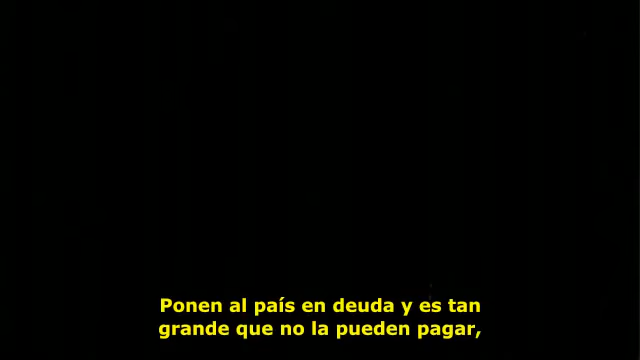 Ponen al país en deuda y es tan
grande que no la pueden pagar,